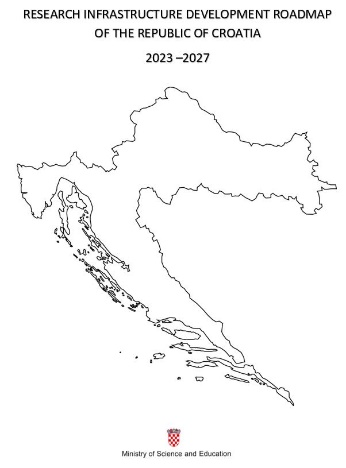 RESEARCH INFRASTRUCTURE DEVELOPMENT ROADMAP
OF THE REPUBLIC OF CROATIA
2023 –2027
Ministry of Science and Education